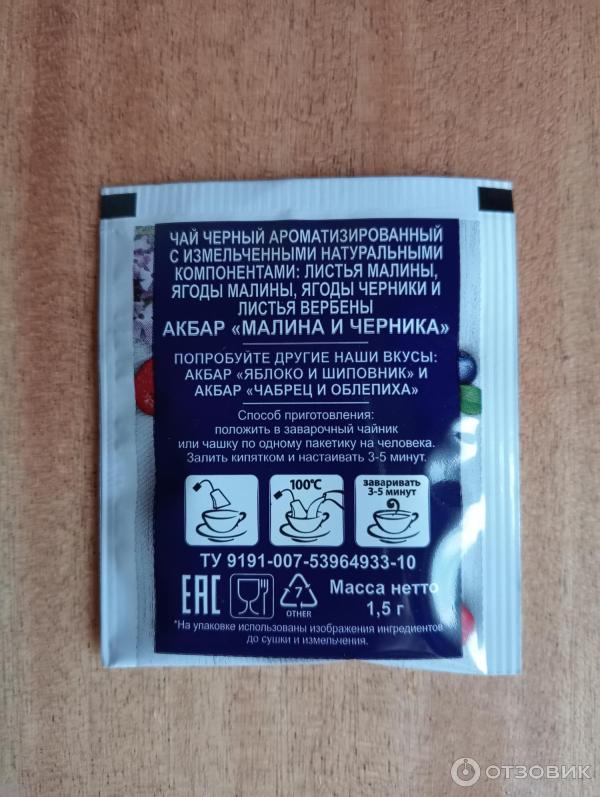 ЧАЙ ЧЕРНЫЙ АРОМАТИЗИРОВАННЫЙ
С ИЗМЕЛЬЧЕННЫМИ НАТУРАЛЬНЫМИ
КОМПОНЕНТАМИ: ЛИСТЬЯ МАЛИНЫ,
ЯГОДЫ МАЛИНЫ, ЯГОДЫ ЧЕРНИКИ И
ЛИСТЬЯ ВЕРБЕНЫ
АКБАР «МАЛИНА И ЧЕРНИКА»
ПОПРОБУЙТЕ ДРУГИЕ НАШИ ВКУСЫ:
АКБАР «ЯБЛОКО И ШИПОВНИК» И
АКБАР «ЧАБРЕЦ И ОБЛЕПИХА»
Способ приготовления:
положить в заварочный чайник
или чашку по одному пакетику на человека.
Залить кипятком и настаивать 3-5 минут.
100°C
заваривать
3-5 минут
ТУ 9191-007-53964933-10
EAC
7
OTHER
Масса нетто
1,5 г
*На упаковке использованы изображения ингредиентов
до сушки и измельчения.
ОТЗОВИК